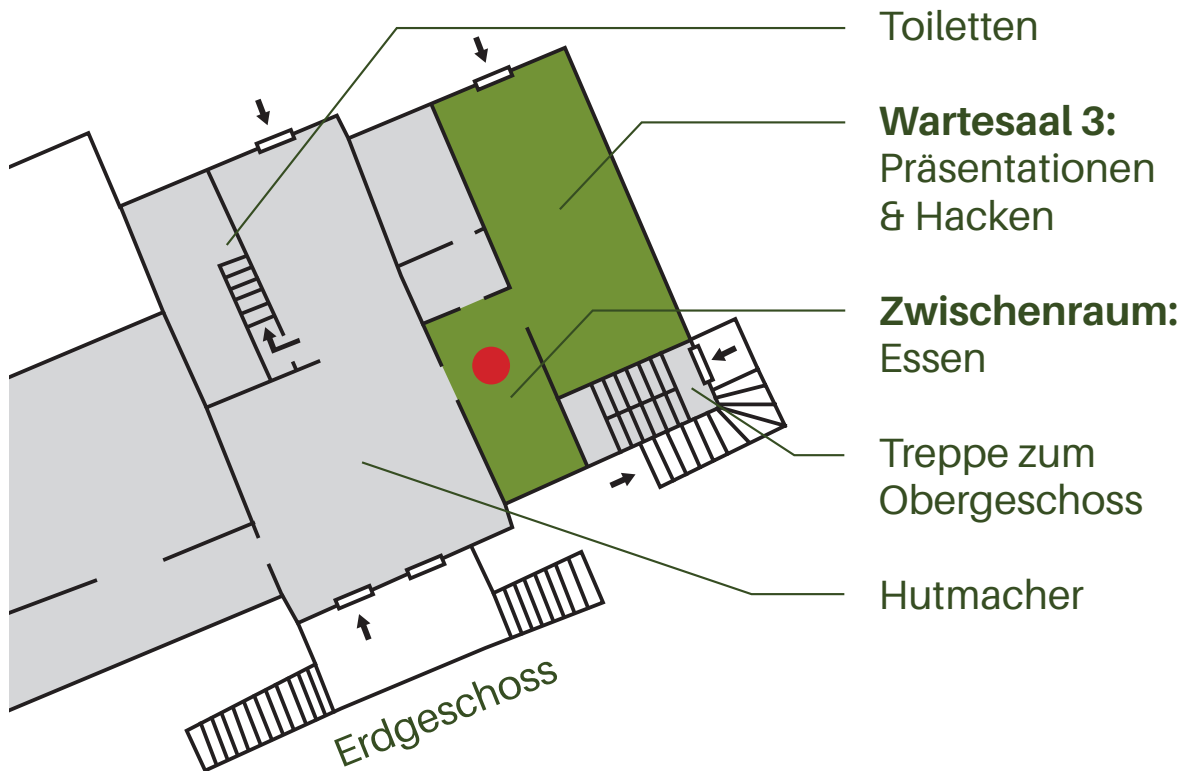 Toiletten
Wartesaal 3:
Präsentationen
& Hacken
Zwischenraum:
Essen
Treppe zum
Obergeschoss
Hutmacher
Erdgeschoss